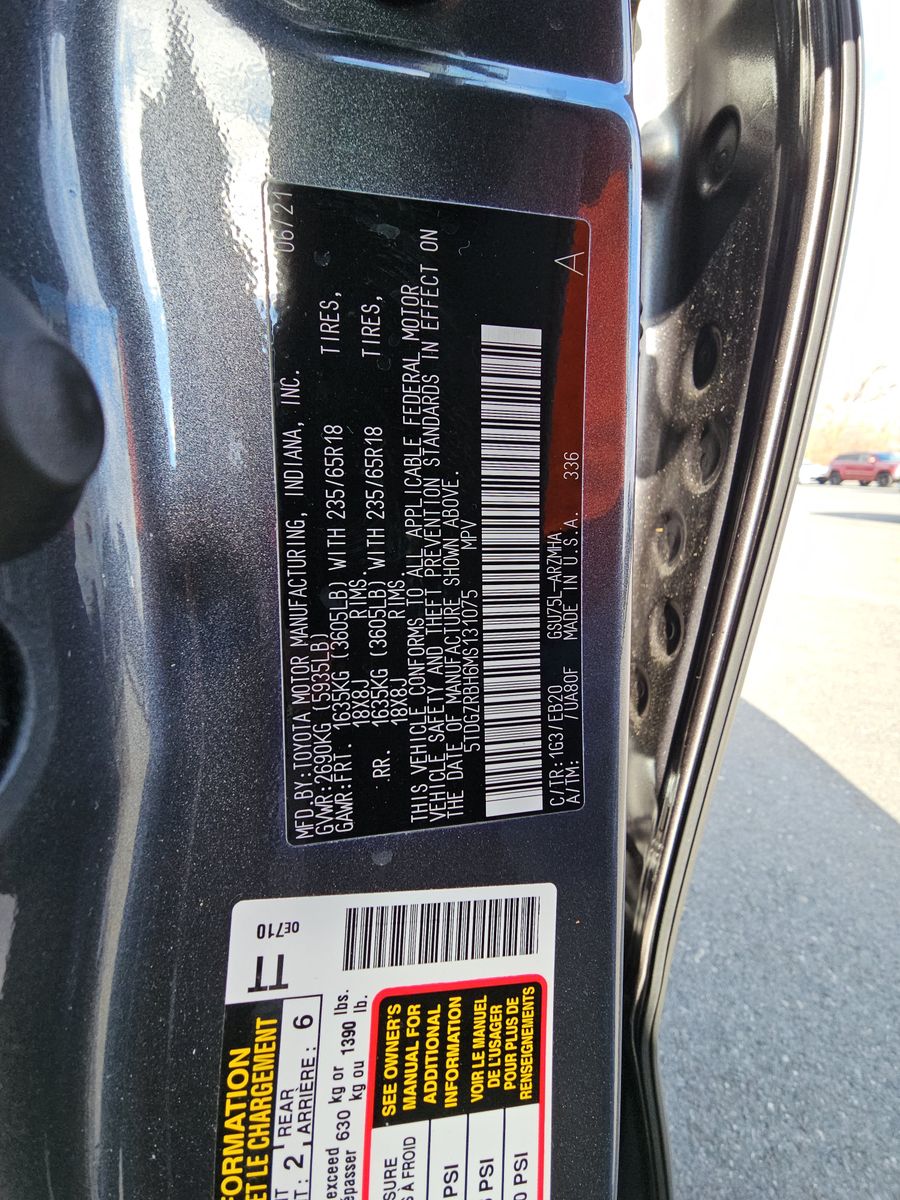 MFD.BY:TOYOTA MOTOR MANUFACTURING, INDIANA, INC. 06/21
GVWR:2690KG (5935LB)
GAWR:FRT. 1635KG (3605LB) WITH 235/65R18 TIRES,
18X8J RIMS
RR. 1635KG (3605LB) WITH 235/65R18 TIRES,
18X8J RIMS
THIS VEHICLE CONFORMS TO ALL APPLICABLE FEDERAL MOTOR
VEHICLE SAFETY AND THEFT PREVENTION STANDARDS IN EFFECT ON
THE DATE OF MANUFACTURE SHOWN ABOVE.
5TDGZRBH6MS131075 MPV
C/TR:1G3/EB20 GSU75L-ARZMHA A
A/TM: /UA80F MADE IN U.S.A. 336
0E710
FORMATION
ET LE CHARGEMENT
2 REAR
ARRIÈRE : 6
exceed 630 kg or 1390 lbs.
kg ou lb.
SEE OWNER'S
MANUAL FOR
ADDITIONAL
INFORMATION
VOIR LE MANUEL
DE L'USAGER
POUR PLUS DE
RENSEIGNEMENTS
À FROID
PSI
PSI
PSI